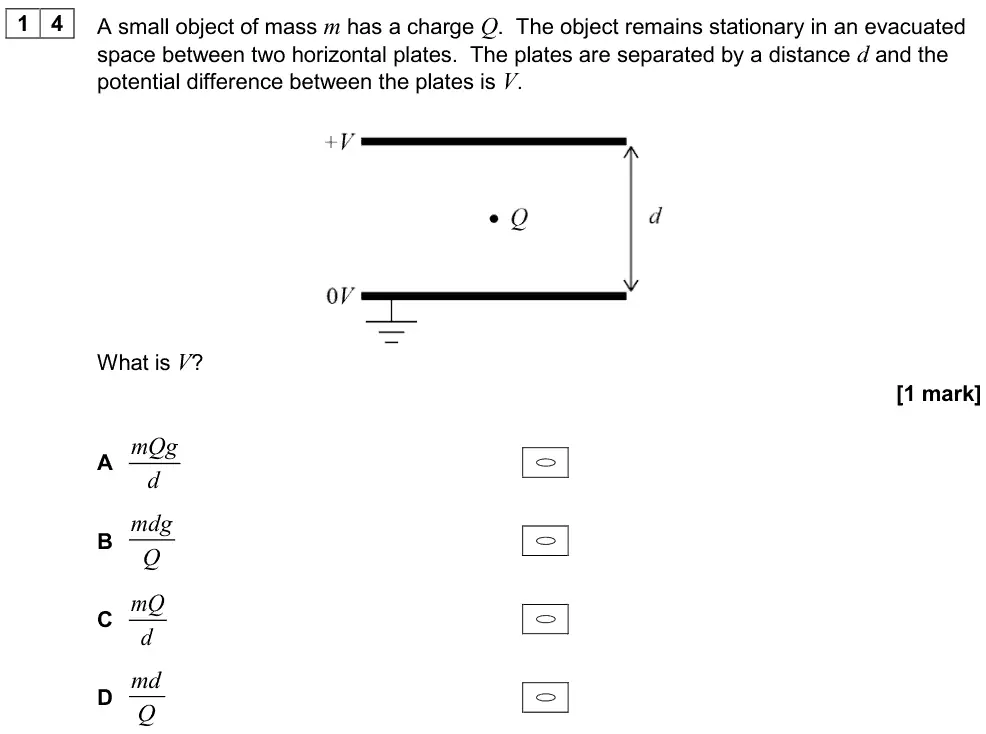 1 4 A small object of mass m has a charge Q. The object remains stationary in an evacuated
space between two horizontal plates. The plates are separated by a distance d and the
potential difference between the plates is V.
+V
Q
d
0V
What is V?
[1 mark]
A mQg/d
B mdg/Q
C mQ/d
D md/Q